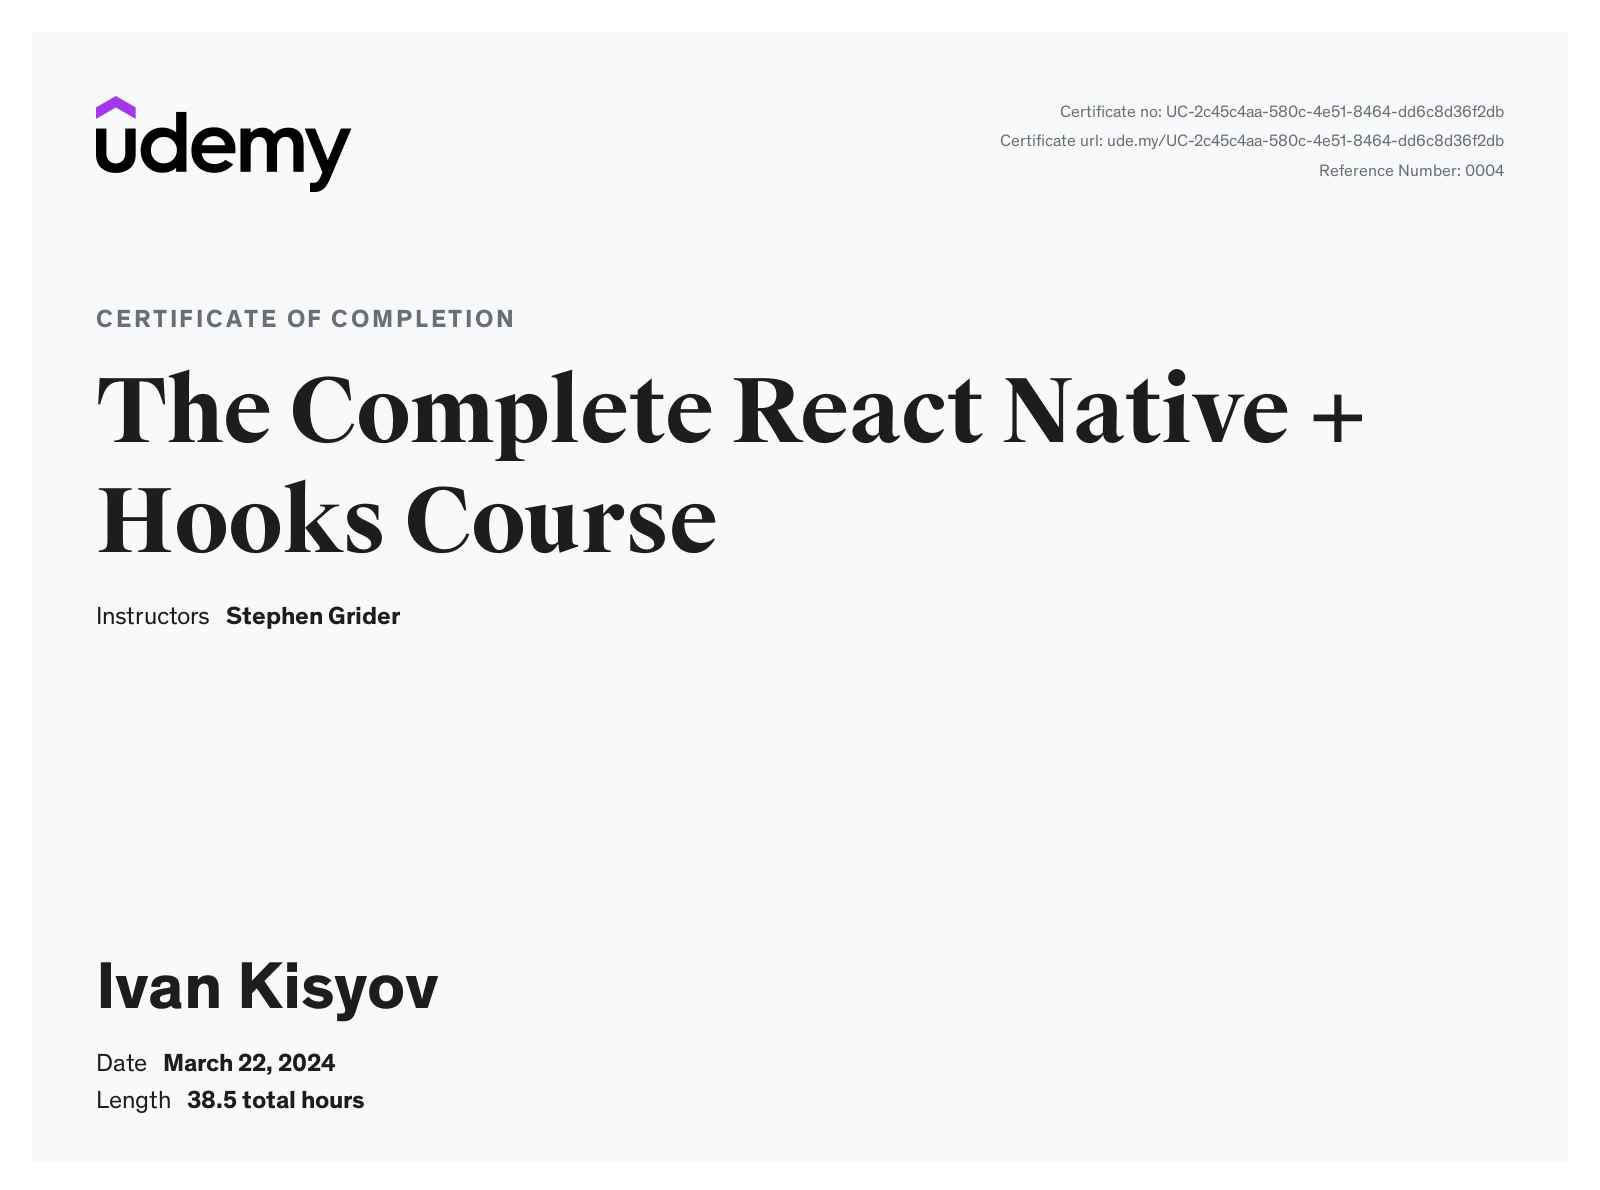 udemy
Certificate no: UC-2c45c4aa-580c-4e51-8464-dd6c8d36f2db
Certificate url: ude.my/UC-2c45c4aa-580c-4e51-8464-dd6c8d36f2db
Reference Number: 0004
CERTIFICATE OF COMPLETION
The Complete React Native +
Hooks Course
Instructors Stephen Grider
Ivan Kisyov
Date March 22, 2024
Length 38.5 total hours